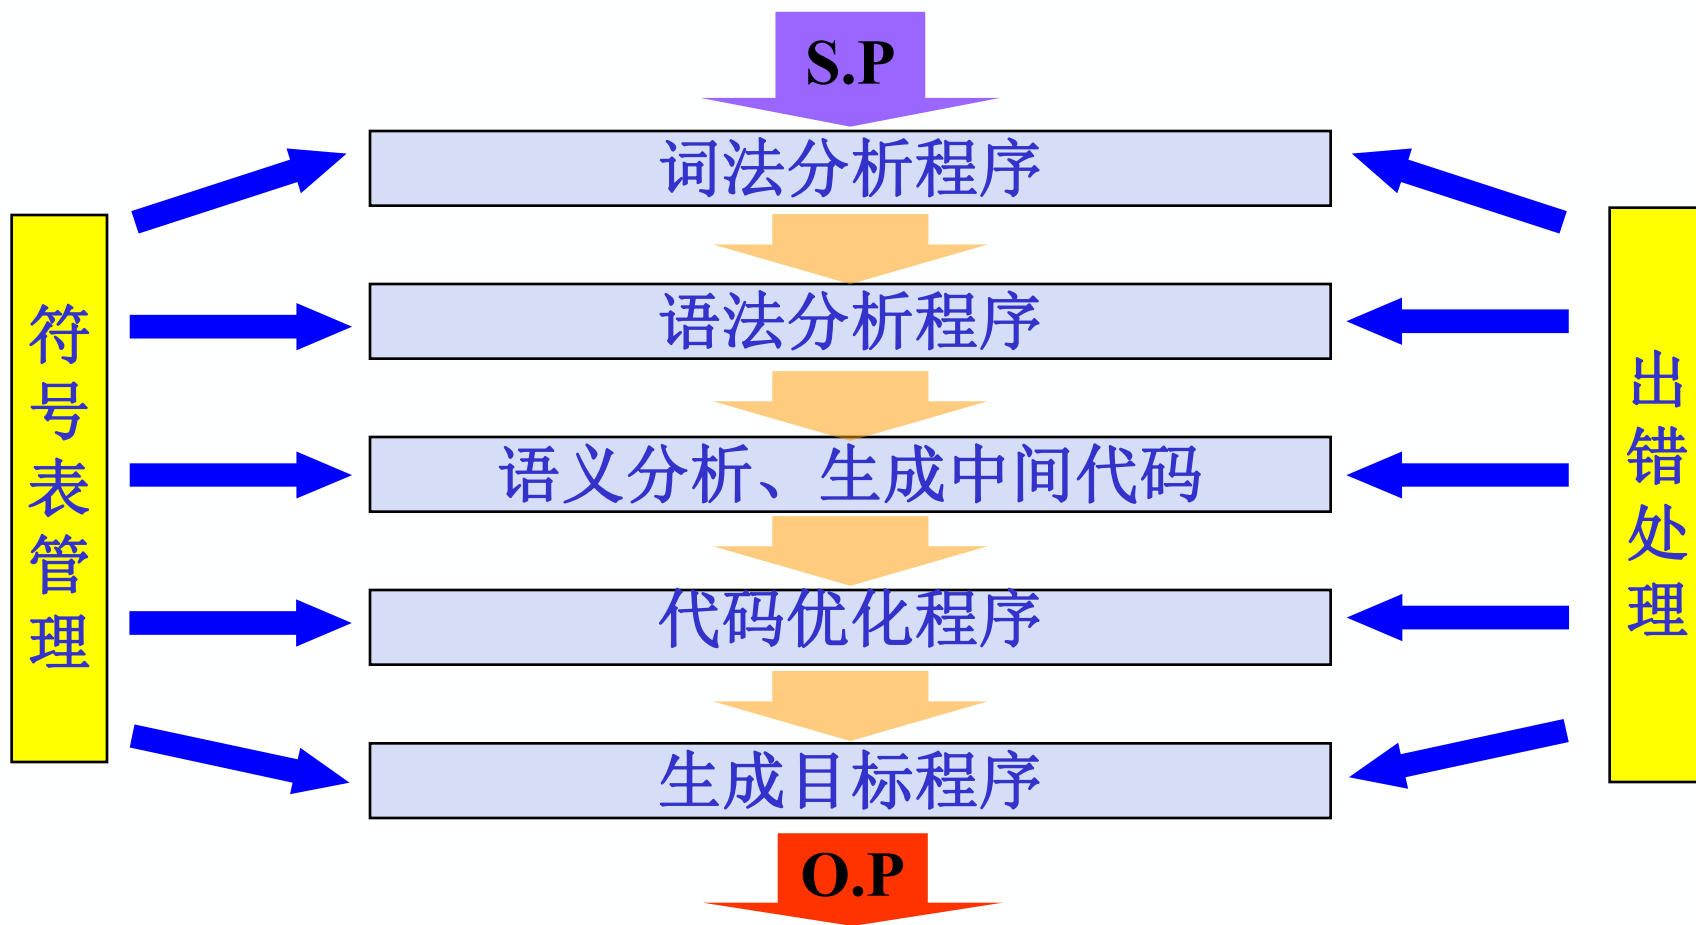 S.P
词法分析程序
语法分析程序
语义分析、生成中间代码
代码优化程序
生成目标程序
O.P
符号表管理
出错处理